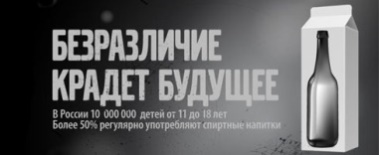 БЕЗРАЗЛИЧИЕ
КРАДЕТ БУДУЩЕЕ
В России 10 000 000 детей от 11 до 18 лет
Более 50% регулярно употребляют спиртные напитки